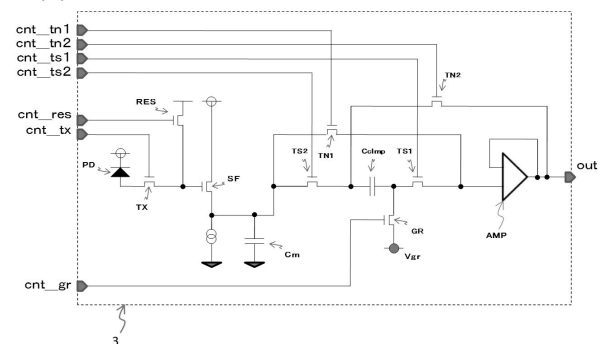 cnt_tn1
cnt_tn2
cnt_ts1
cnt_ts2
TN2
RES
cnt_res
cnt_tx
TN1
TS2
CcImp
TS1
out
PD
SF
TX
AMP
GR
Cm
Vgr
cnt_gr
3